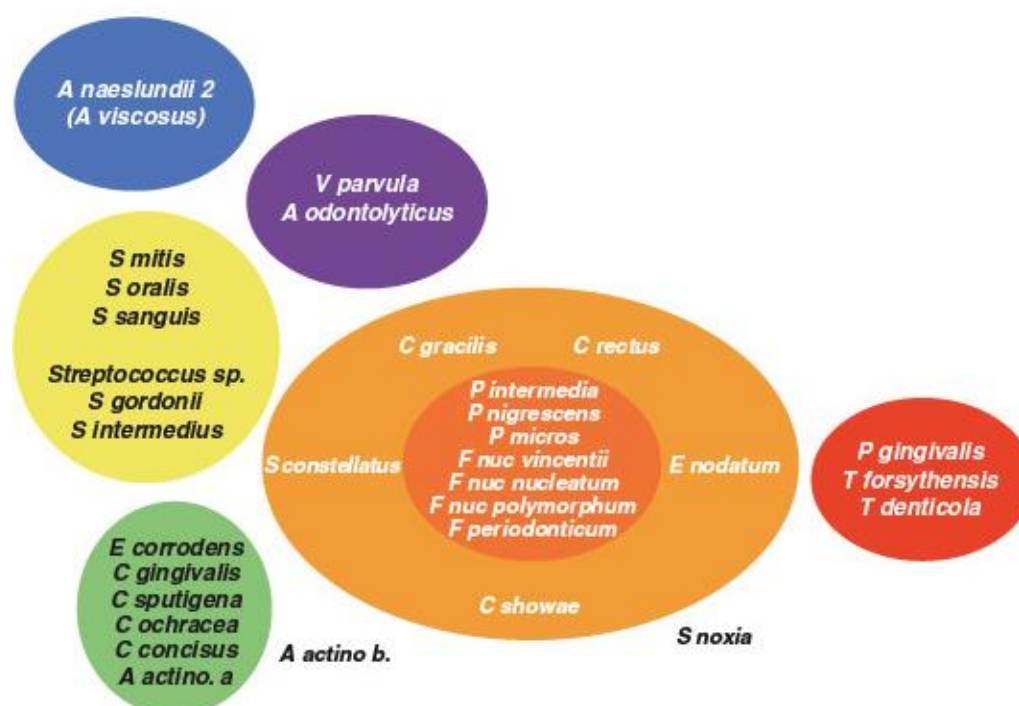 A naeslundii 2
(A viscosus)
V parvula
A odontolyticus
S mitis
S oralis
S sanguis
Streptococcus sp.
S gordonii
S intermedius
C gracilis
C rectus
P intermedia
P nigrescens
P micros
F nuc vincentii
F nuc nucleatum
F nuc polymorphum
F periodonticum
S constellatus
E nodatum
C showae
P gingivalis
T forsythensis
T denticola
E corrodens
C gingivalis
C sputigena
C ochracea
C concisus
A actino. a
A actino b.
S noxia